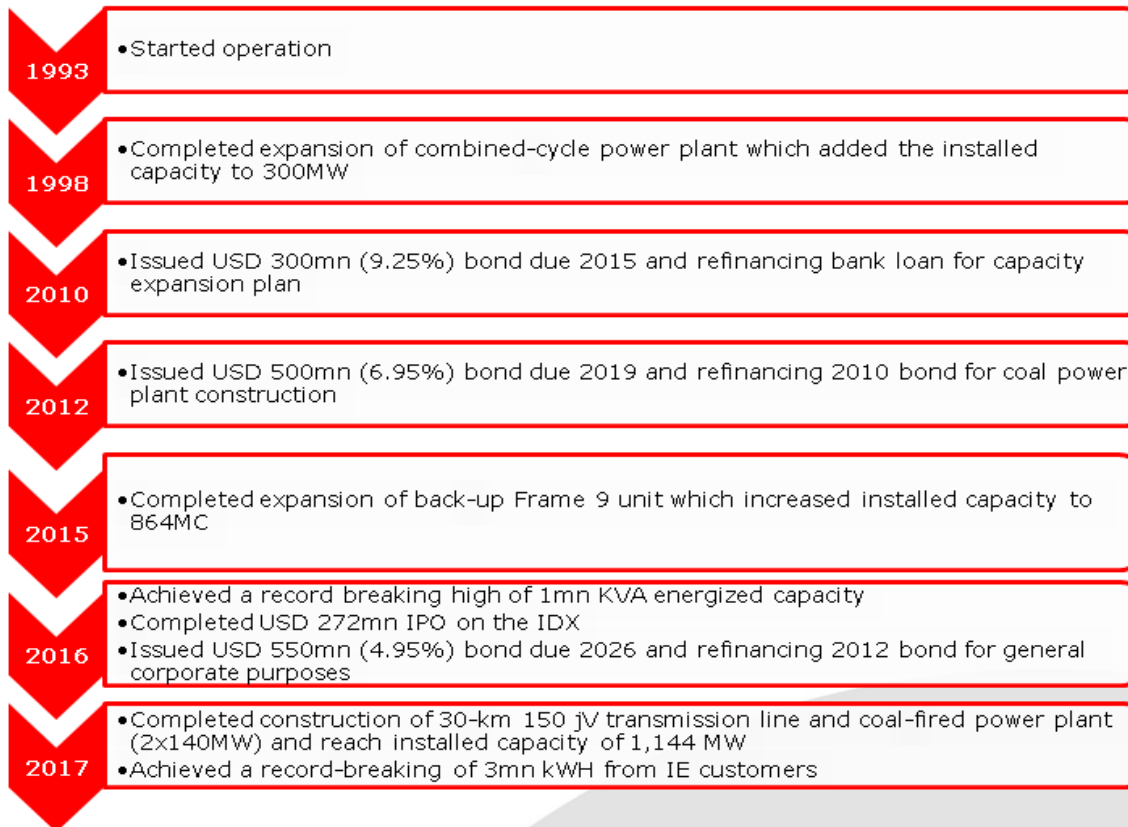 1993
•Started operation
1998
•Completed expansion of combined-cycle power plant which added the installed
capacity to 300MW
2010
•Issued USD 300mn (9.25%) bond due 2015 and refinancing bank loan for capacity
expansion plan
2012
•Issued USD 500mn (6.95%) bond due 2019 and refinancing 2010 bond for coal power
plant construction
2015
•Completed expansion of back-up Frame 9 unit which increased installed capacity to
864MC
2016
•Achieved a record breaking high of 1mn KVA energized capacity
•Completed USD 272mn IPO on the IDX
•Issued USD 550mn (4.95%) bond due 2026 and refinancing 2012 bond for general
corporate purposes
2017
•Completed construction of 30-km 150 jV transmission line and coal-fired power plant
(2x140MW) and reach installed capacity of 1,144 MW
•Achieved a record-breaking of 3mn kWH from IE customers